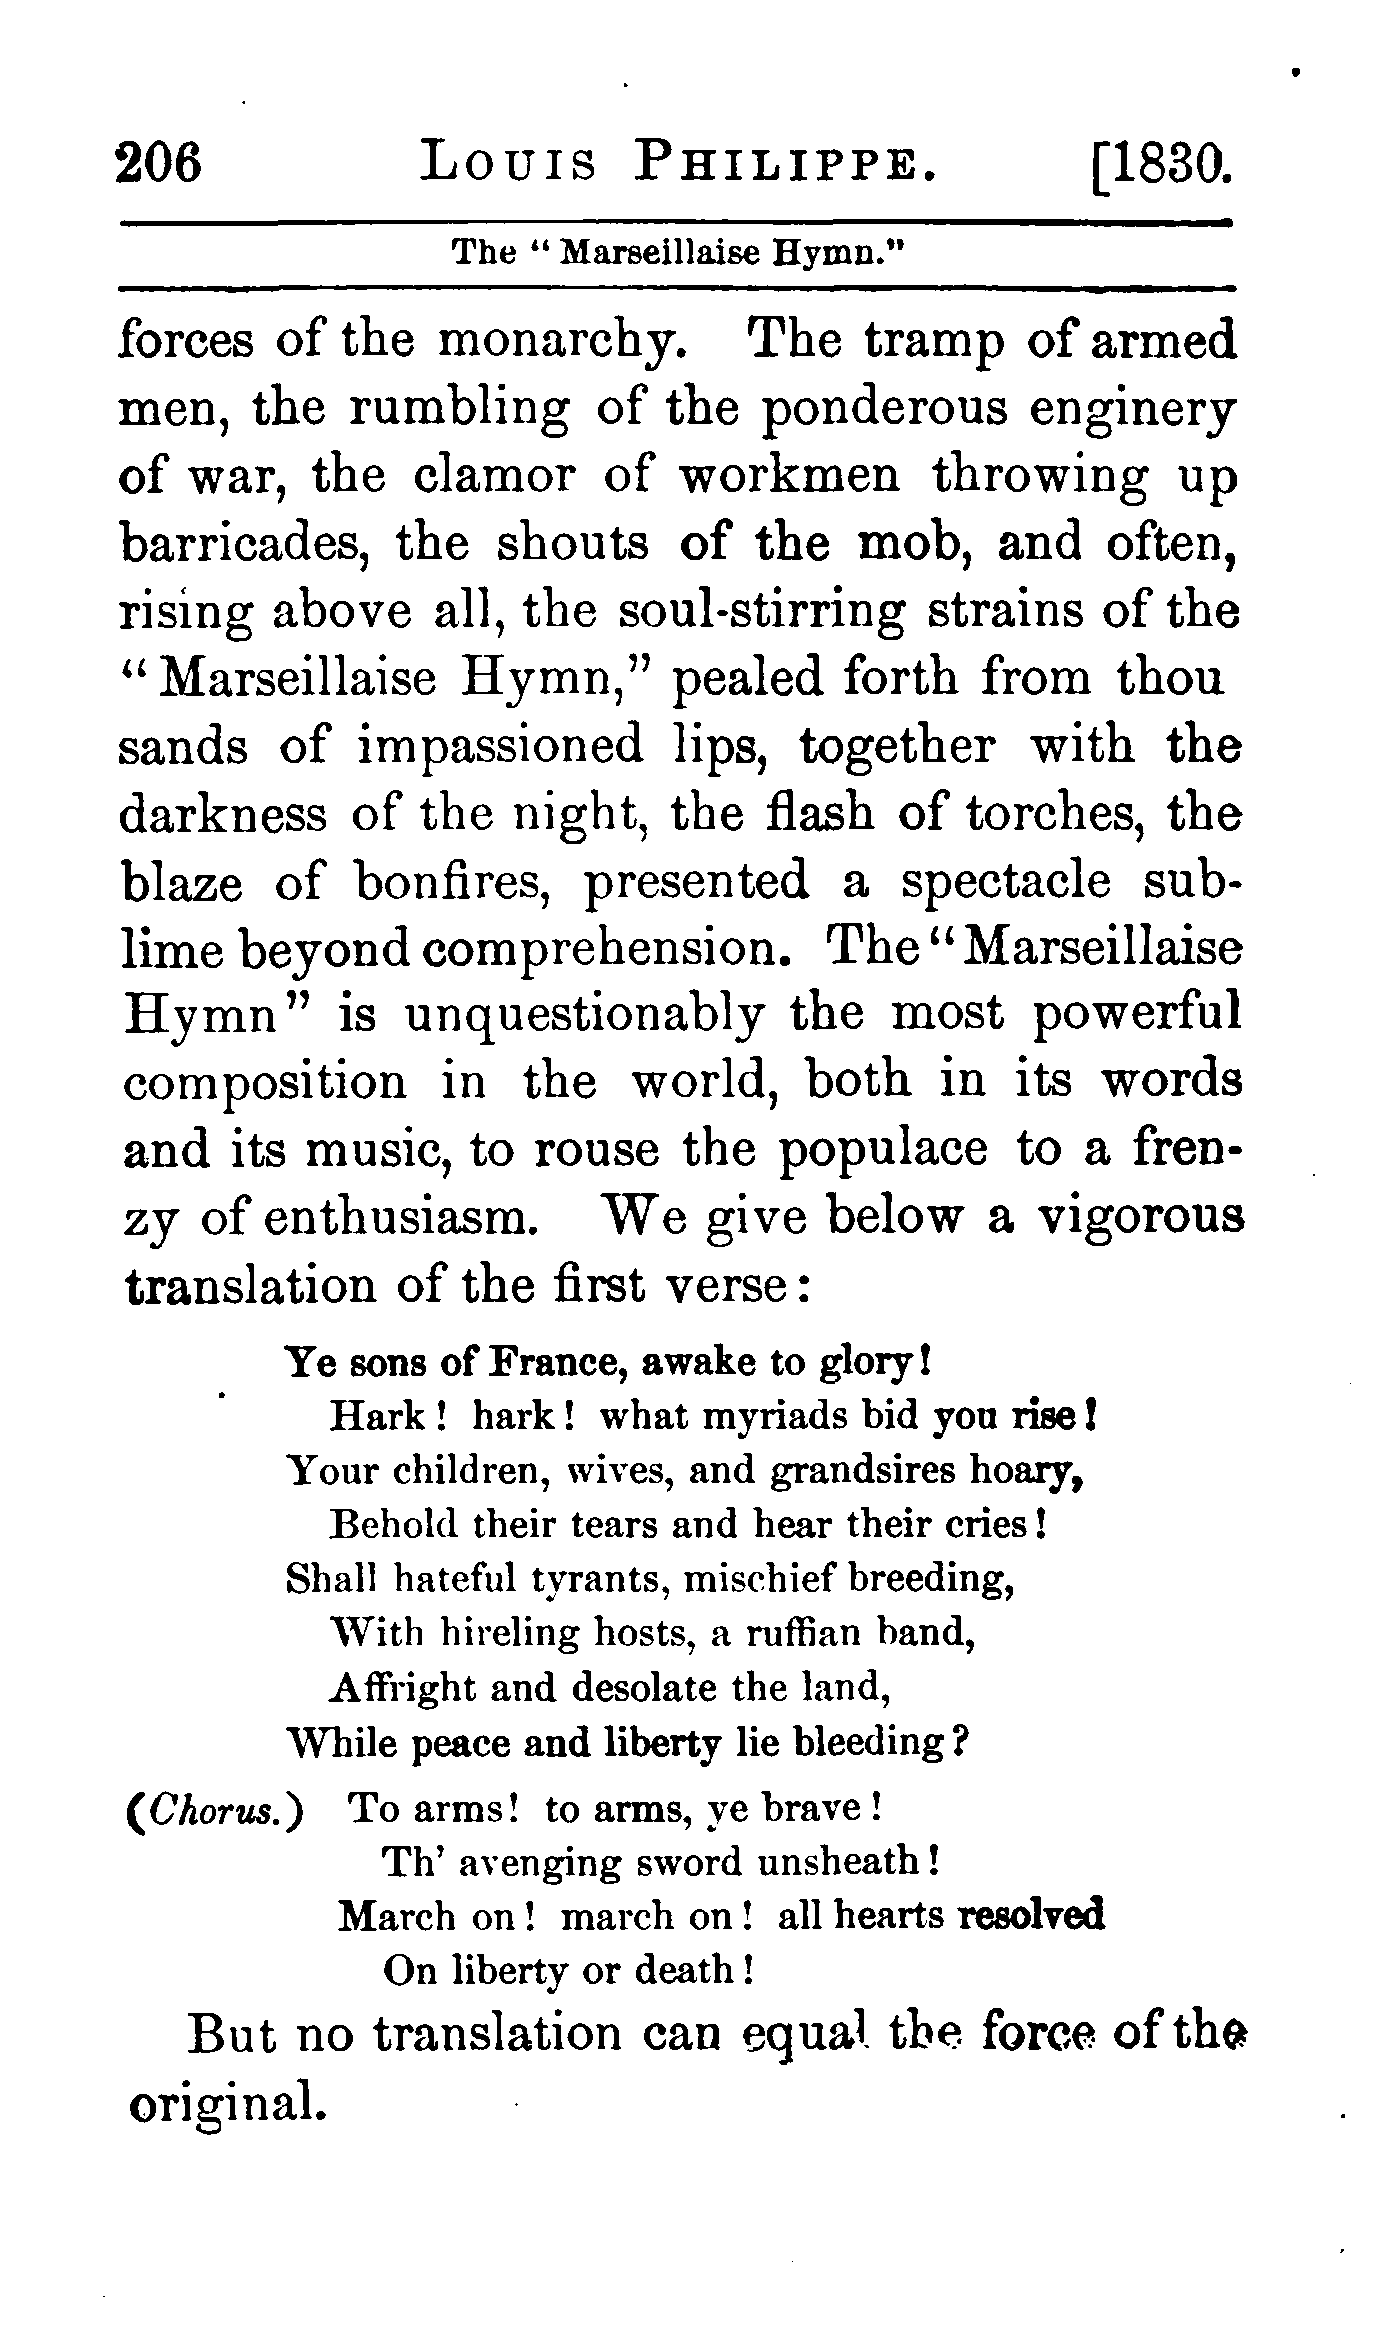 206 LOUIS PHILIPPE. [1830.
The "Marseillaise Hymn."
forces of the monarchy. The tramp of armed
men, the rumbling of the ponderous enginery
of war, the clamor of workmen throwing up
barricades, the shouts of the mob, and often,
rising above all, the soul-stirring strains of the
"Marseillaise Hymn," pealed forth from thou
sands of impassioned lips, together with the
darkness of the night, the flash of torches, the
blaze of bonfires, presented a spectacle sub-
lime beyond comprehension. The "Marseillaise
Hymn" is unquestionably the most powerful
composition in the world, both in its words
and its music, to rouse the populace to a fren-
zy of enthusiasm. We give below a vigorous
translation of the first verse:
Ye sons of France, awake to glory!
Hark! hark! what myriads bid you rise!
Your children, wives, and grandsires hoary,
Behold their tears and hear their cries!
Shall hateful tyrants, mischief breeding,
With hireling hosts, a ruffian band,
Affright and desolate the land,
While peace and liberty lie bleeding?
(Chorus.) To arms! to arms, ye brave!
Th' avenging sword unsheath!
March on! march on! all hearts resolved
On liberty or death!
But no translation can equal the force of the
original.